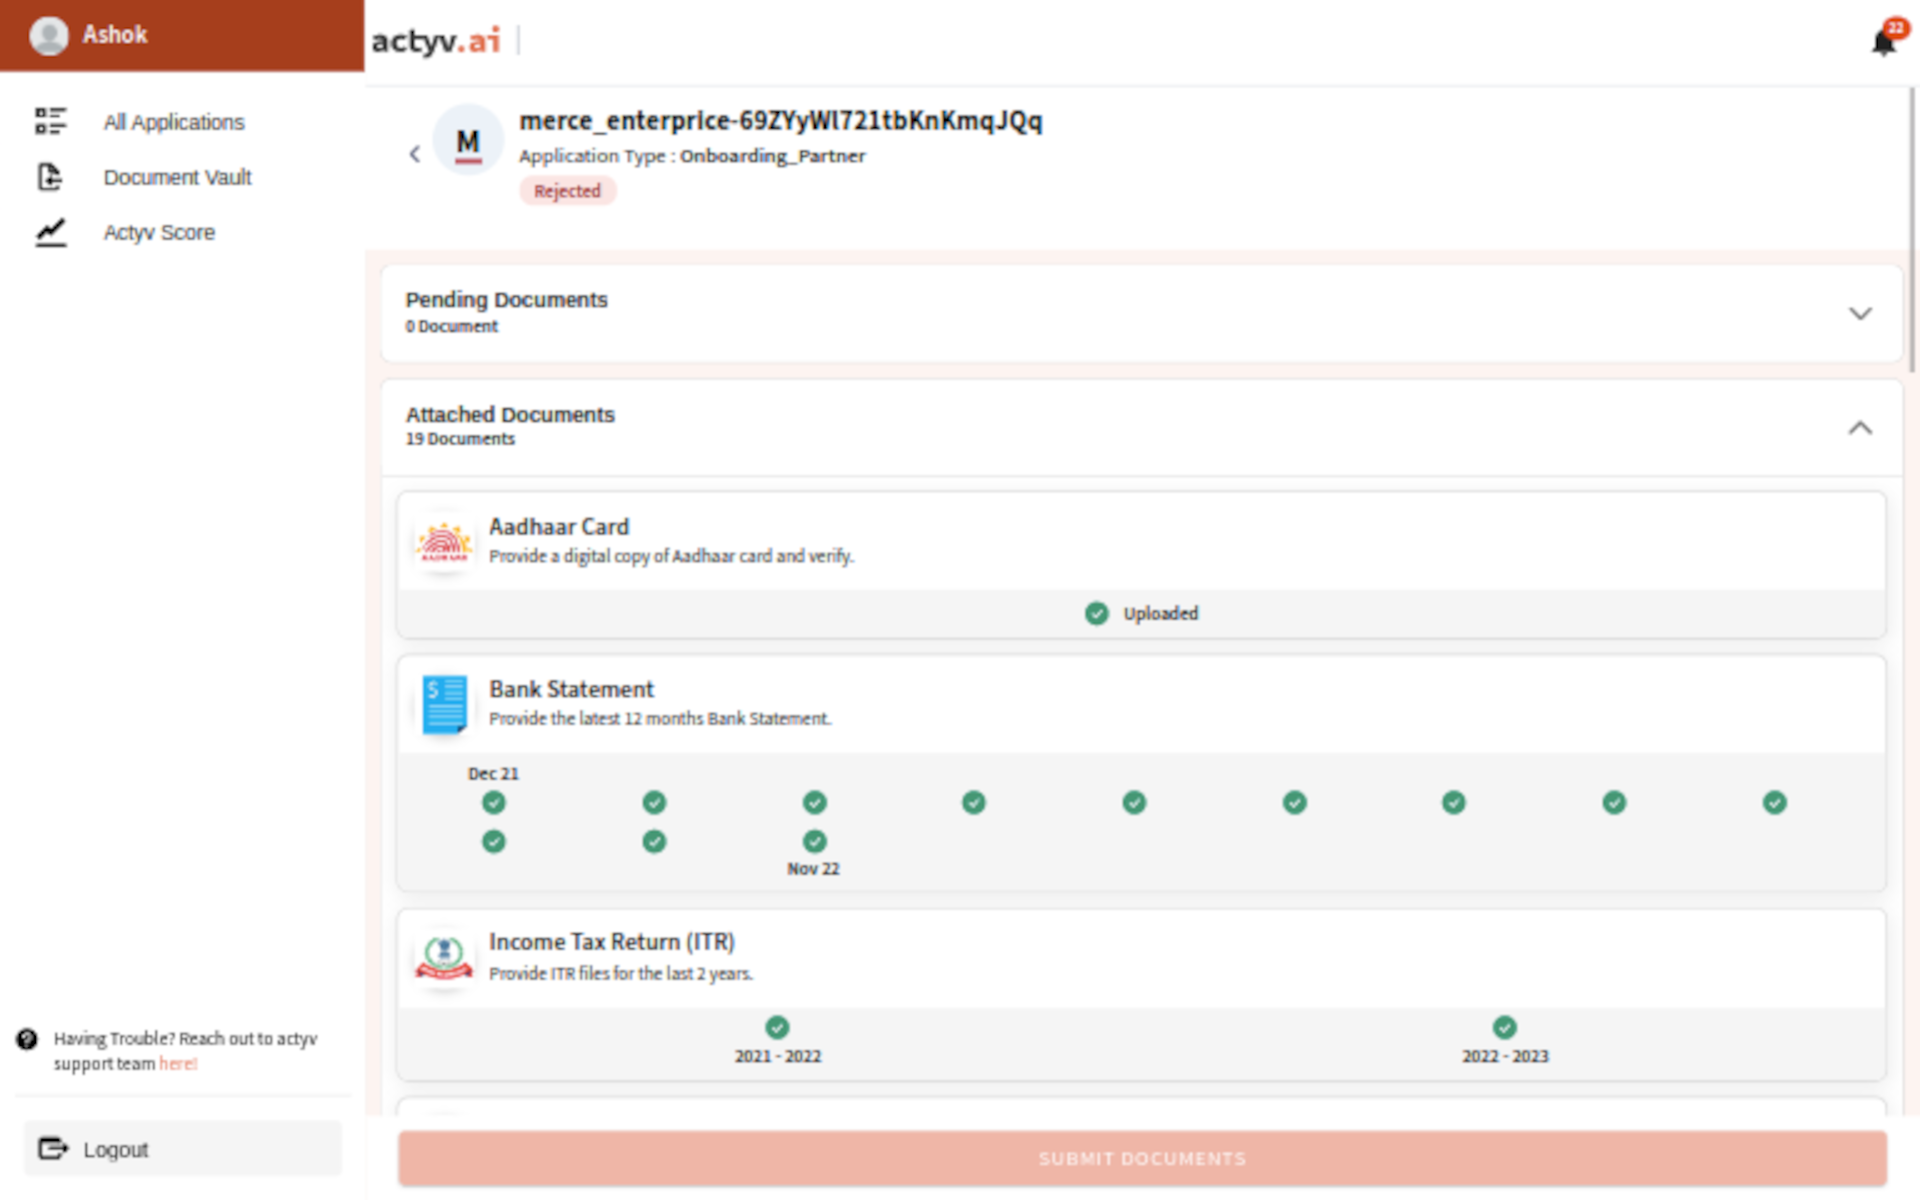 Ashok
actyv.ai
22
All Applications
Document Vault
Actyv Score
M
merce_enterprice-69ZYyWl721tbKnKmqJQq
Application Type : Onboarding_Partner
Rejected
Pending Documents
0 Document
Attached Documents
19 Documents
Aadhaar Card
Provide a digital copy of Aadhaar card and verify.
Uploaded
Bank Statement
Provide the latest 12 months Bank Statement.
Dec 21
Nov 22
Income Tax Return (ITR)
Provide ITR files for the last 2 years.
2021 - 2022
2022 - 2023
Having Trouble? Reach out to actyv
support team here!
Logout
SUBMIT DOCUMENTS